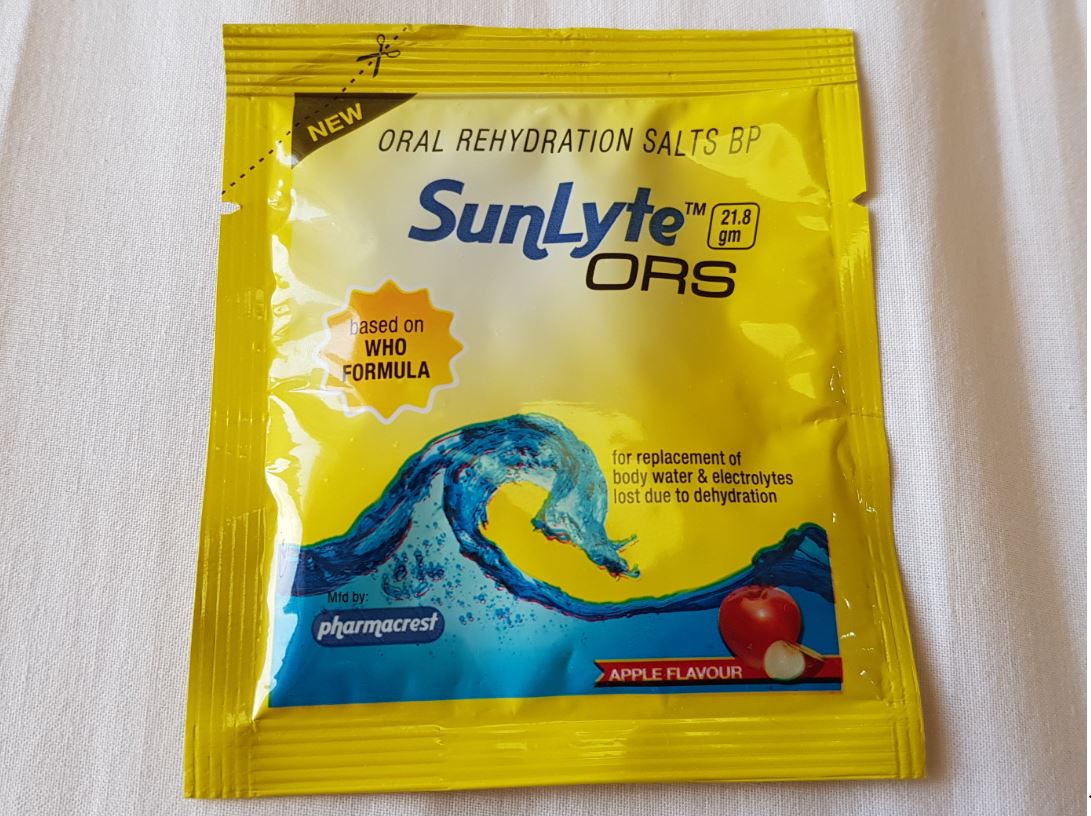 NEW
ORAL REHYDRATION SALTS BP
SunLyte™
21.8
gm
ORS
based on
WHO
FORMULA
for replacement of
body water & electrolytes
lost due to dehydration
Mfd by:
pharmacrest
APPLE FLAVOUR